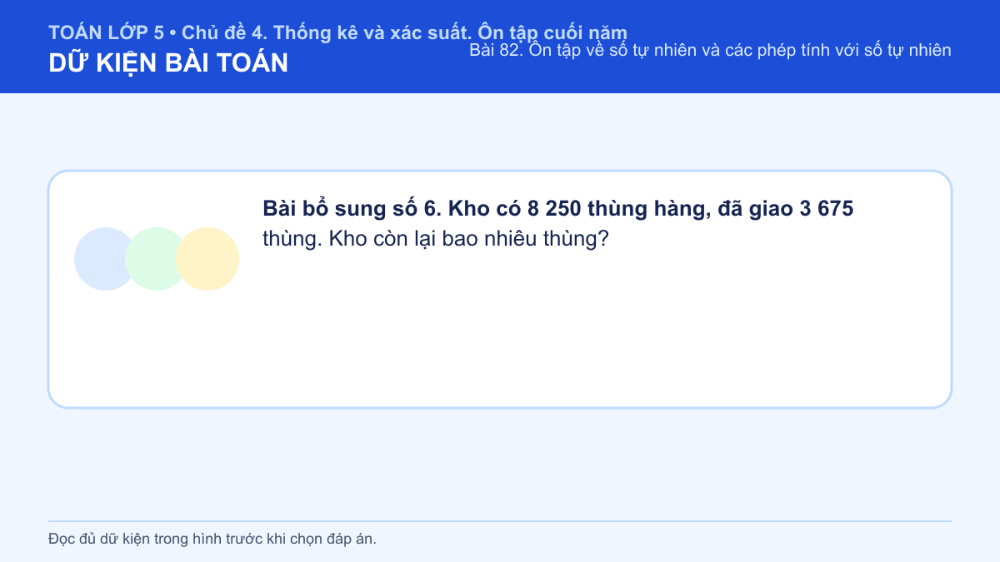 TOÁN LỚP 5 • Chủ đề 4. Thống kê và xác suất. Ôn tập cuối năm
Bài 82. Ôn tập về số tự nhiên và các phép tính với số tự nhiên
DỮ KIỆN BÀI TOÁN
Bài bổ sung số 6. Kho có 8 250 thùng hàng, đã giao 3 675
thùng. Kho còn lại bao nhiêu thùng?
Đọc đủ dữ kiện trong hình trước khi chọn đáp án.